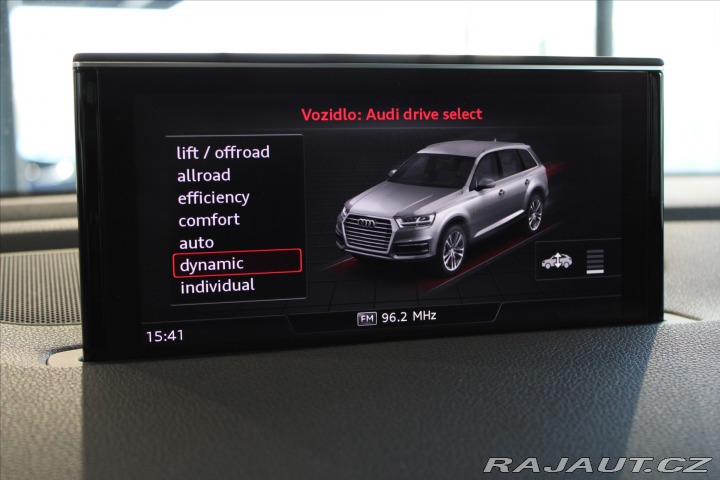 Vozidlo: Audi drive select
lift / offroad
allroad
efficiency
comfort
auto
dynamic
individual
FM 96.2 MHz
15:41
RAJAUT.CZ